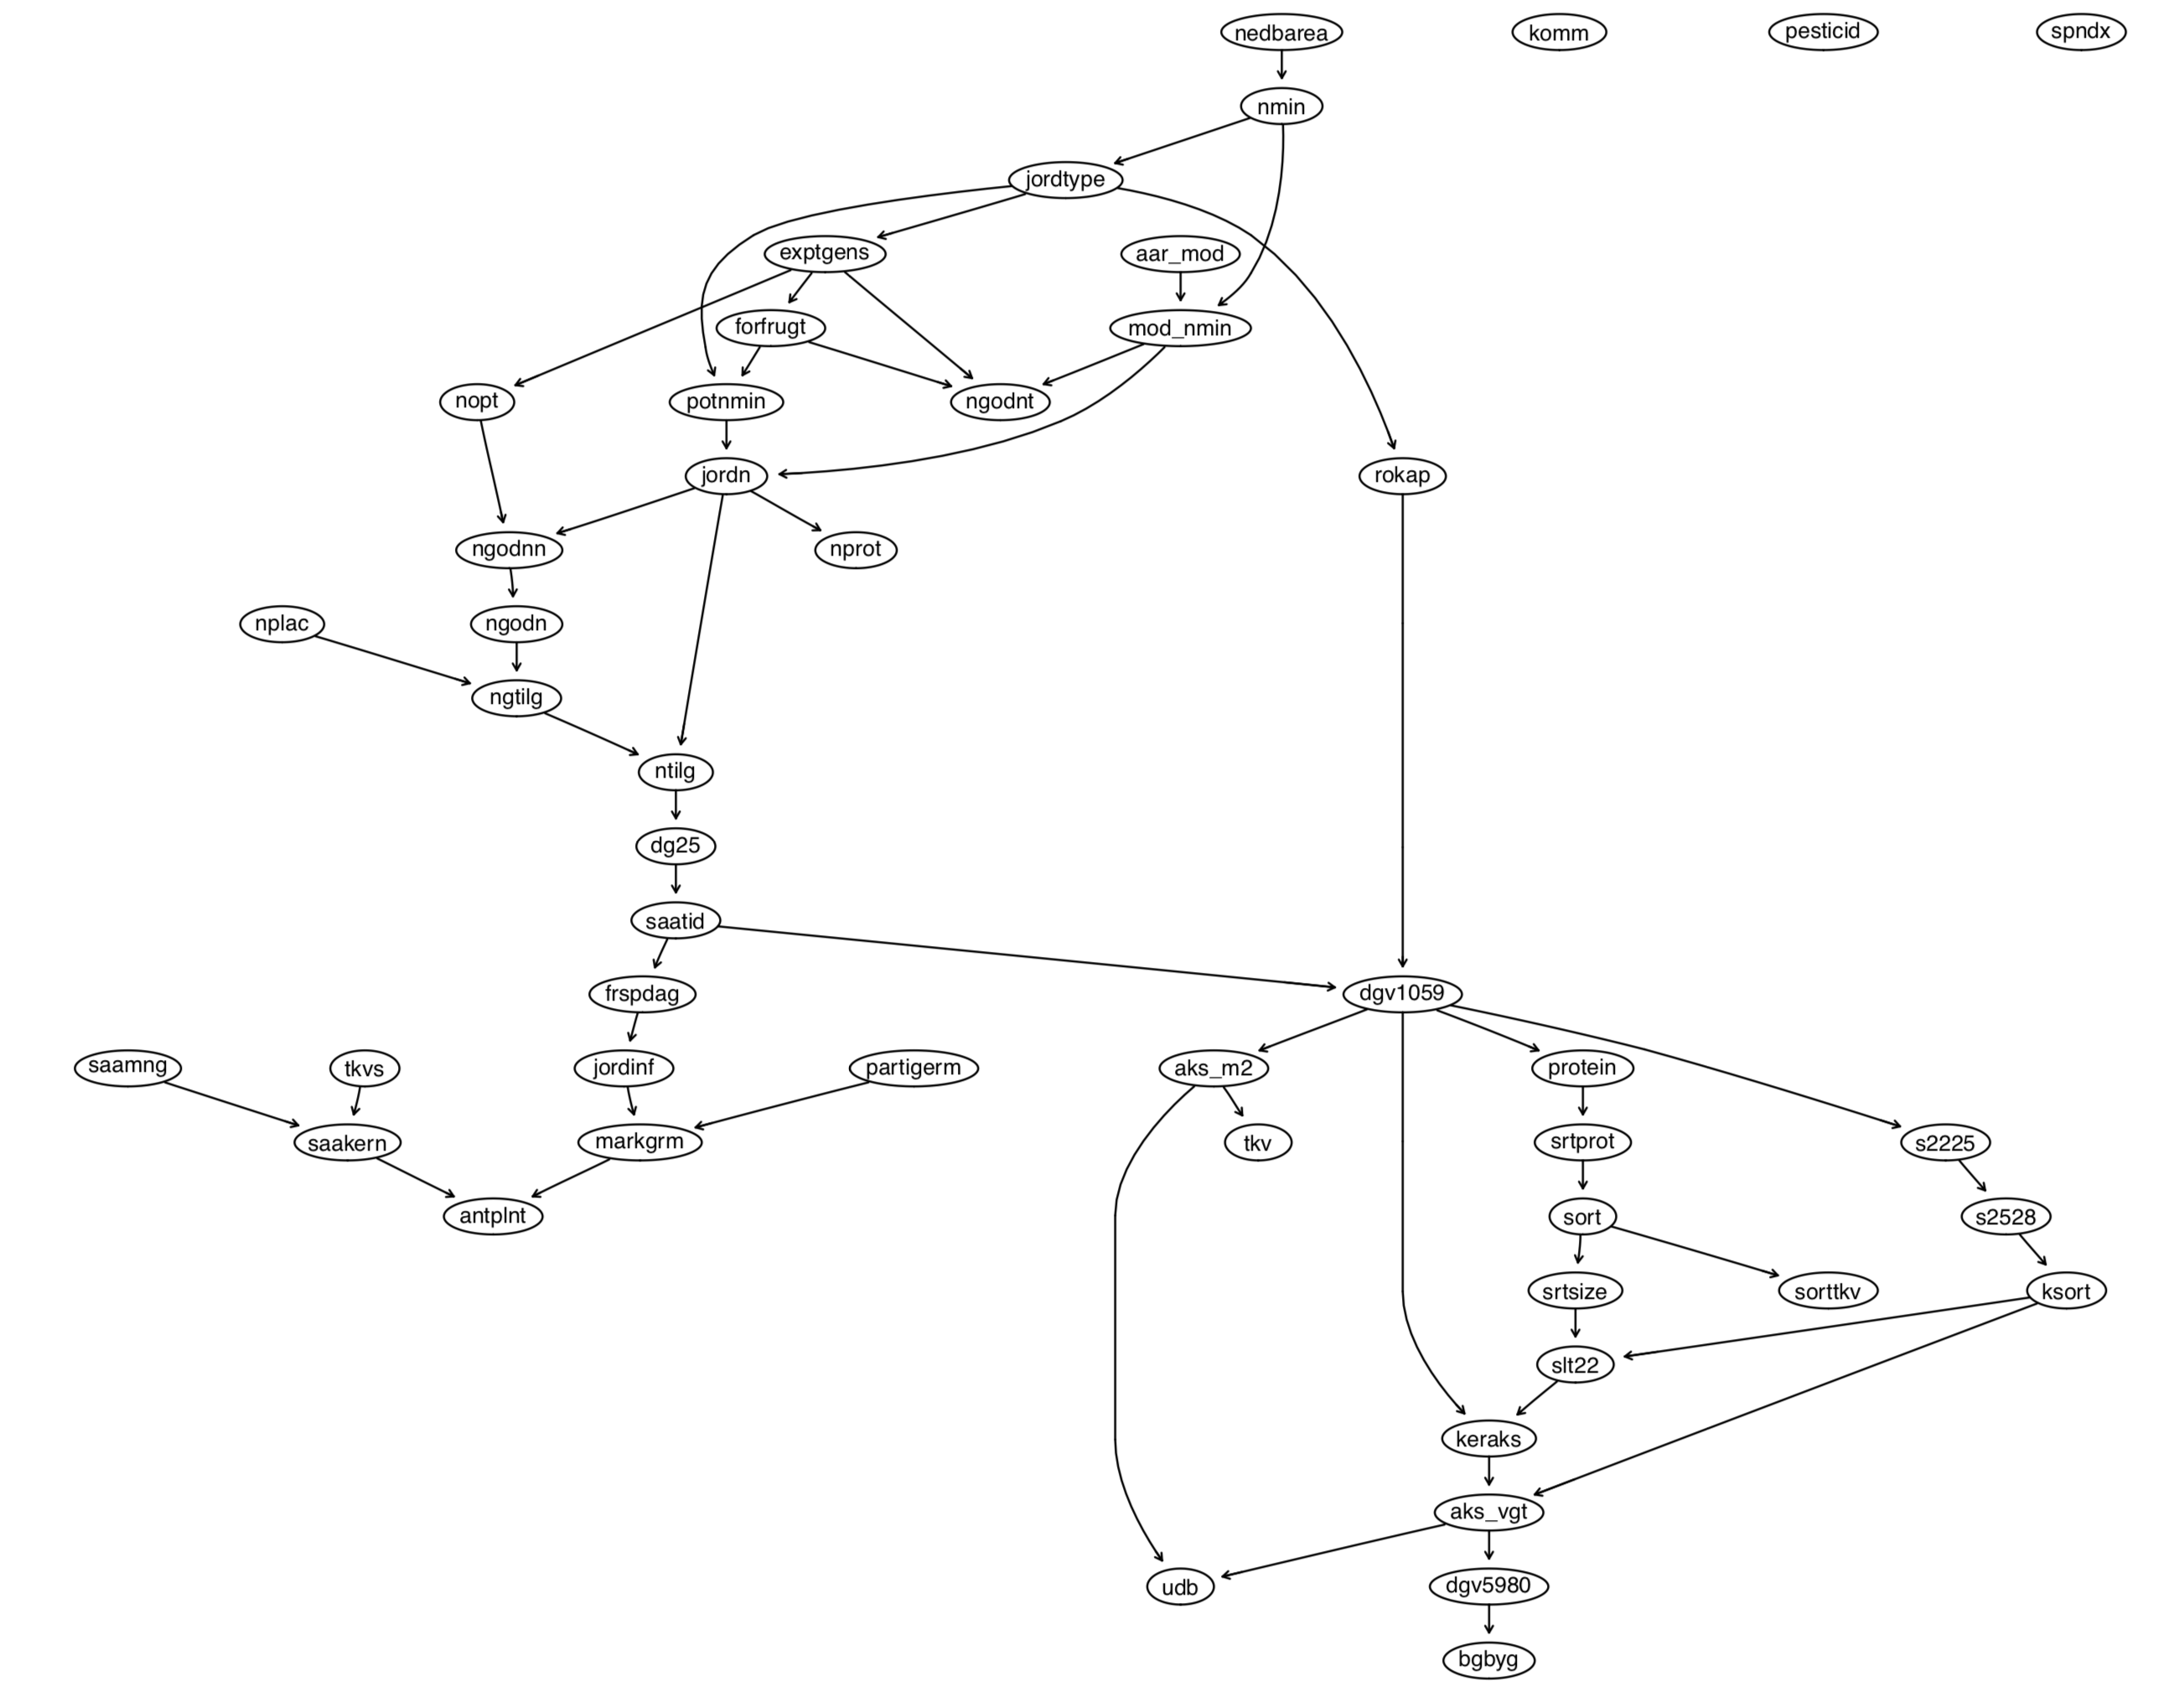 nedbarea
komm
pesticid
spndx
nmin
jordtype
exptgens
aar_mod
forfrugt
mod_nmin
nopt
potnmin
ngodnt
jordn
rokap
ngodnn
nprot
nplac
ngodn
ngtilg
ntilg
dg25
saatid
frspdag
dgv1059
saamng
tkvs
jordinf
partigerm
aks_m2
protein
saakern
markgrm
tkv
srtprot
s2225
antplnt
sort
s2528
srtsize
sorttkv
ksort
slt22
keraks
aks_vgt
udb
dgv5980
bgbyg